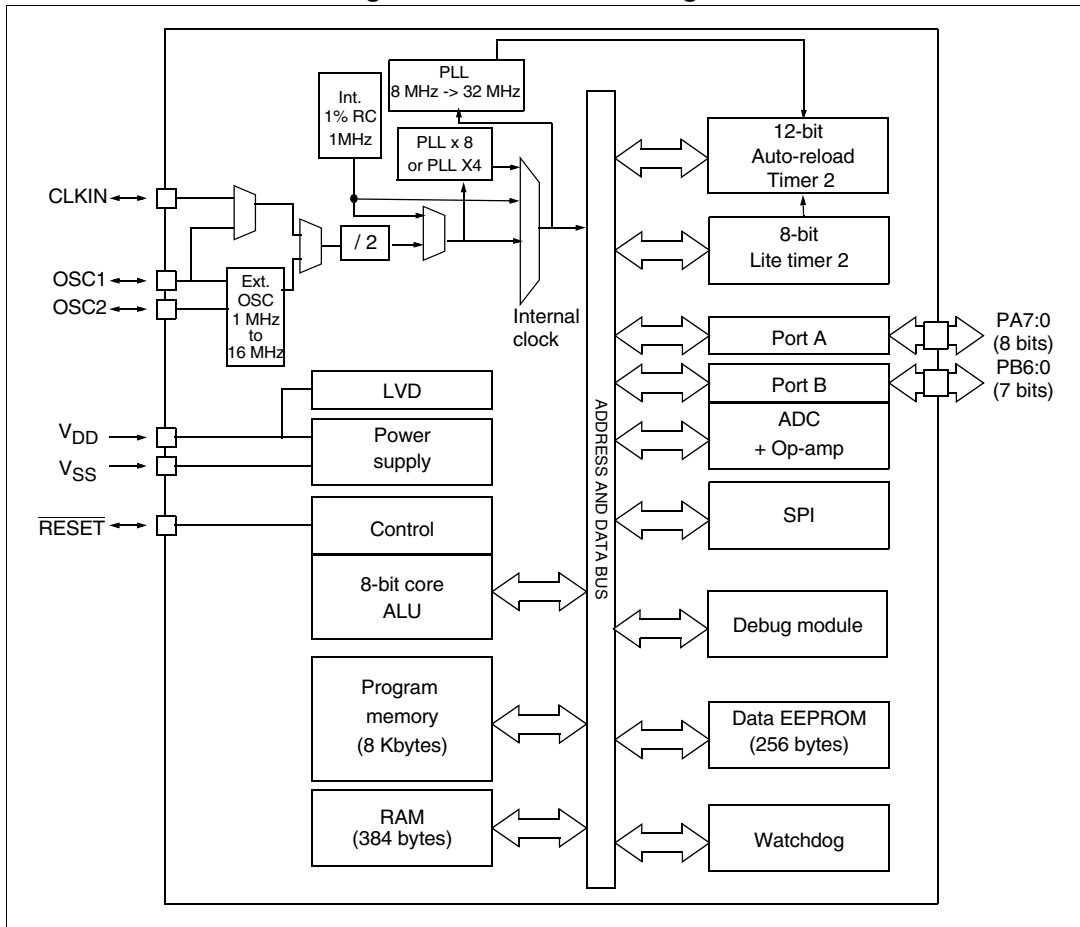 PLL
8 MHz -> 32 MHz
Int.
1% RC
1MHz
PLL x 8
or PLL X4
12-bit
Auto-reload
Timer 2
CLKIN
/ 2
8-bit
Lite timer 2
OSC1
OSC2
Ext.
OSC
1 MHz
to
16 MHz
Internal
clock
Port A
PA7:0
(8 bits)
LVD
Port B
PB6:0
(7 bits)
VDD
VSS
Power
supply
ADC
+ Op-amp
ADDRESS AND DATA BUS
RESET
Control
SPI
8-bit core
ALU
Debug module
Program
memory
(8 Kbytes)
Data EEPROM
(256 bytes)
RAM
(384 bytes)
Watchdog